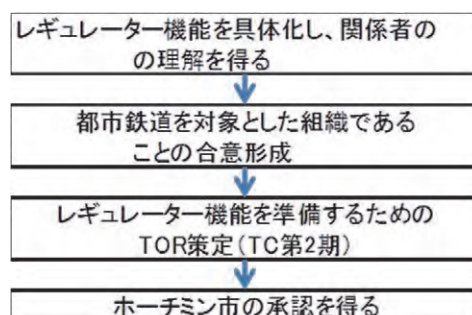 レギュレーター機能を具体化し、関係者の
の理解を得る
都市鉄道を対象とした組織である
ことの合意形成
レギュレーター機能を準備するための
TOR策定(TC第2期)
ホーチミン市の承認を得る